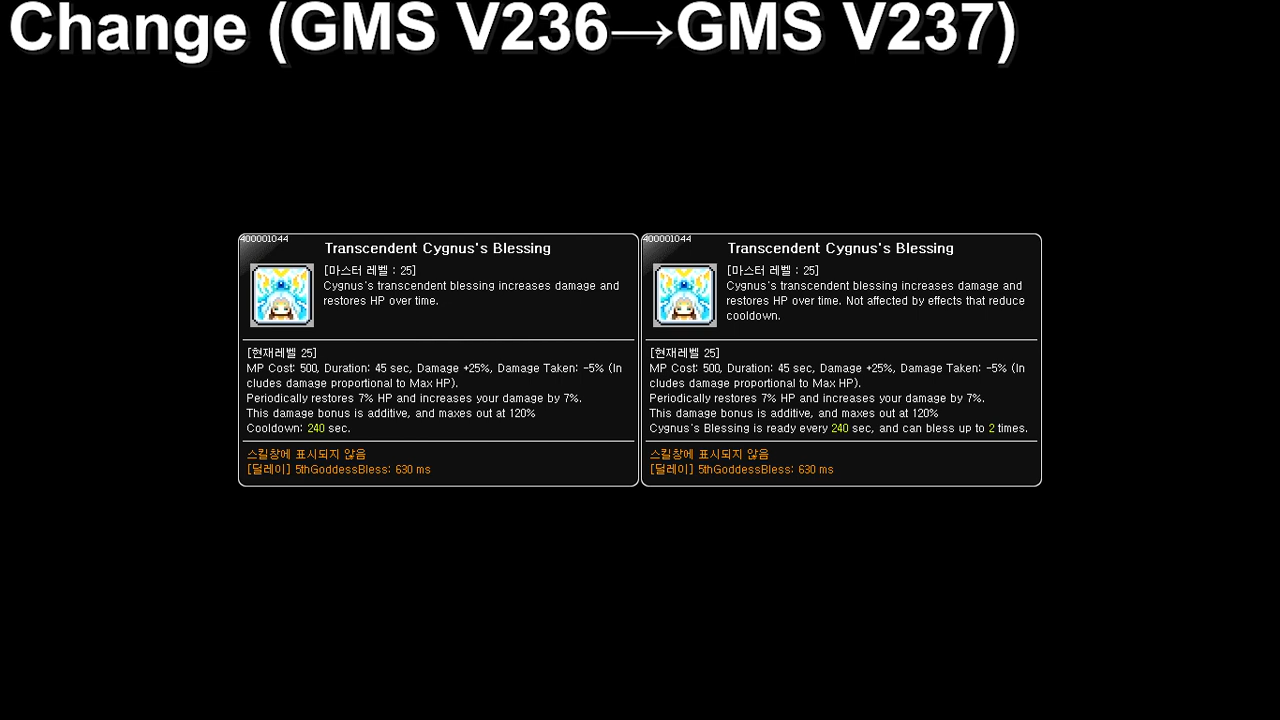 Change (GMS V236→GMS V237)
400001044
Transcendent Cygnus's Blessing
[마스터 레벨 : 25]
Cygnus's transcendent blessing increases damage and
restores HP over time.
[현재레벨 25]
MP Cost: 500, Duration: 45 sec, Damage +25%, Damage Taken: -5% (In
cludes damage proportional to Max HP).
Periodically restores 7% HP and increases your damage by 7%.
This damage bonus is additive, and maxes out at 120%
Cooldown: 240 sec.
스킬창에 표시되지 않음
[딜레이] 5thGoddessBless: 630 ms
400001044
Transcendent Cygnus's Blessing
[마스터 레벨 : 25]
Cygnus's transcendent blessing increases damage and
restores HP over time. Not affected by effects that reduce
cooldown.
[현재레벨 25]
MP Cost: 500, Duration: 45 sec, Damage +25%, Damage Taken: -5% (In
cludes damage proportional to Max HP).
Periodically restores 7% HP and increases your damage by 7%.
This damage bonus is additive, and maxes out at 120%
Cygnus's Blessing is ready every 240 sec, and can bless up to 2 times.
스킬창에 표시되지 않음
[딜레이] 5thGoddessBless: 630 ms